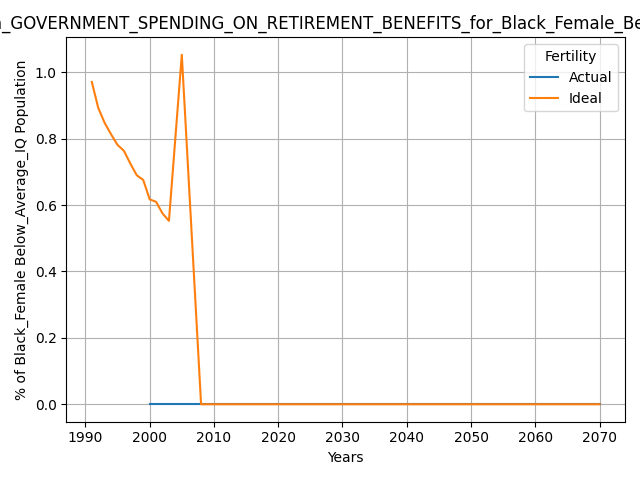 _GOVERNMENT_SPENDING_ON_RETIREMENT_BENEFITS_for_Black_Female_Be
Fertility
Actual
Ideal
% of Black_Female Below_Average_IQ Population
1.0
0.8
0.6
0.4
0.2
0.0
1990 2000 2010 2020 2030 2040 2050 2060 2070
Years